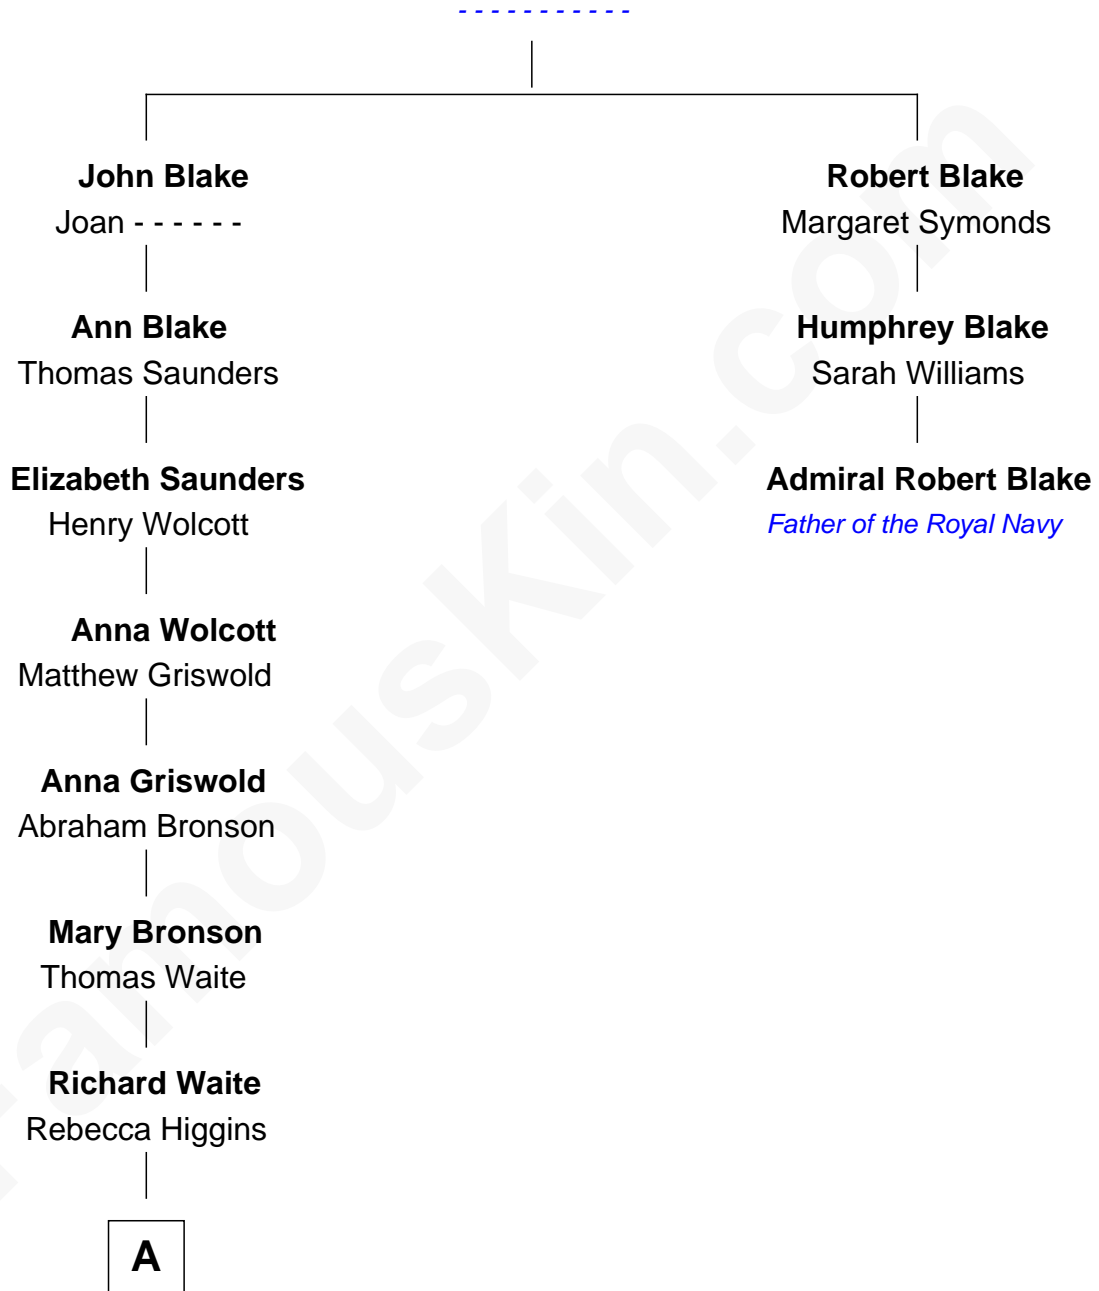 - - - - - - - - - - -
John Blake
Joan - - - - - -
Ann Blake
Thomas Saunders
Elizabeth Saunders
Henry Wolcott
Anna Wolcott
Matthew Griswold
Anna Griswold
Abraham Bronson
Mary Bronson
Thomas Waite
Richard Waite
Rebecca Higgins
A
Robert Blake
Margaret Symonds
Humphrey Blake
Sarah Williams
Admiral Robert Blake
Father of the Royal Navy
FamousKin.com